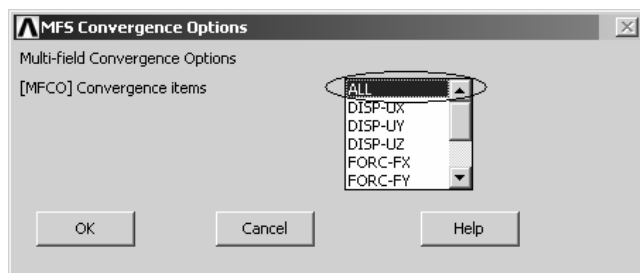 MFS Convergence Options
Multi-field Convergence Options
[MFCO] Convergence items
ALL
DISP-UX
DISP-UY
DISP-UZ
FORC-FX
FORC-FY
OK Cancel Help